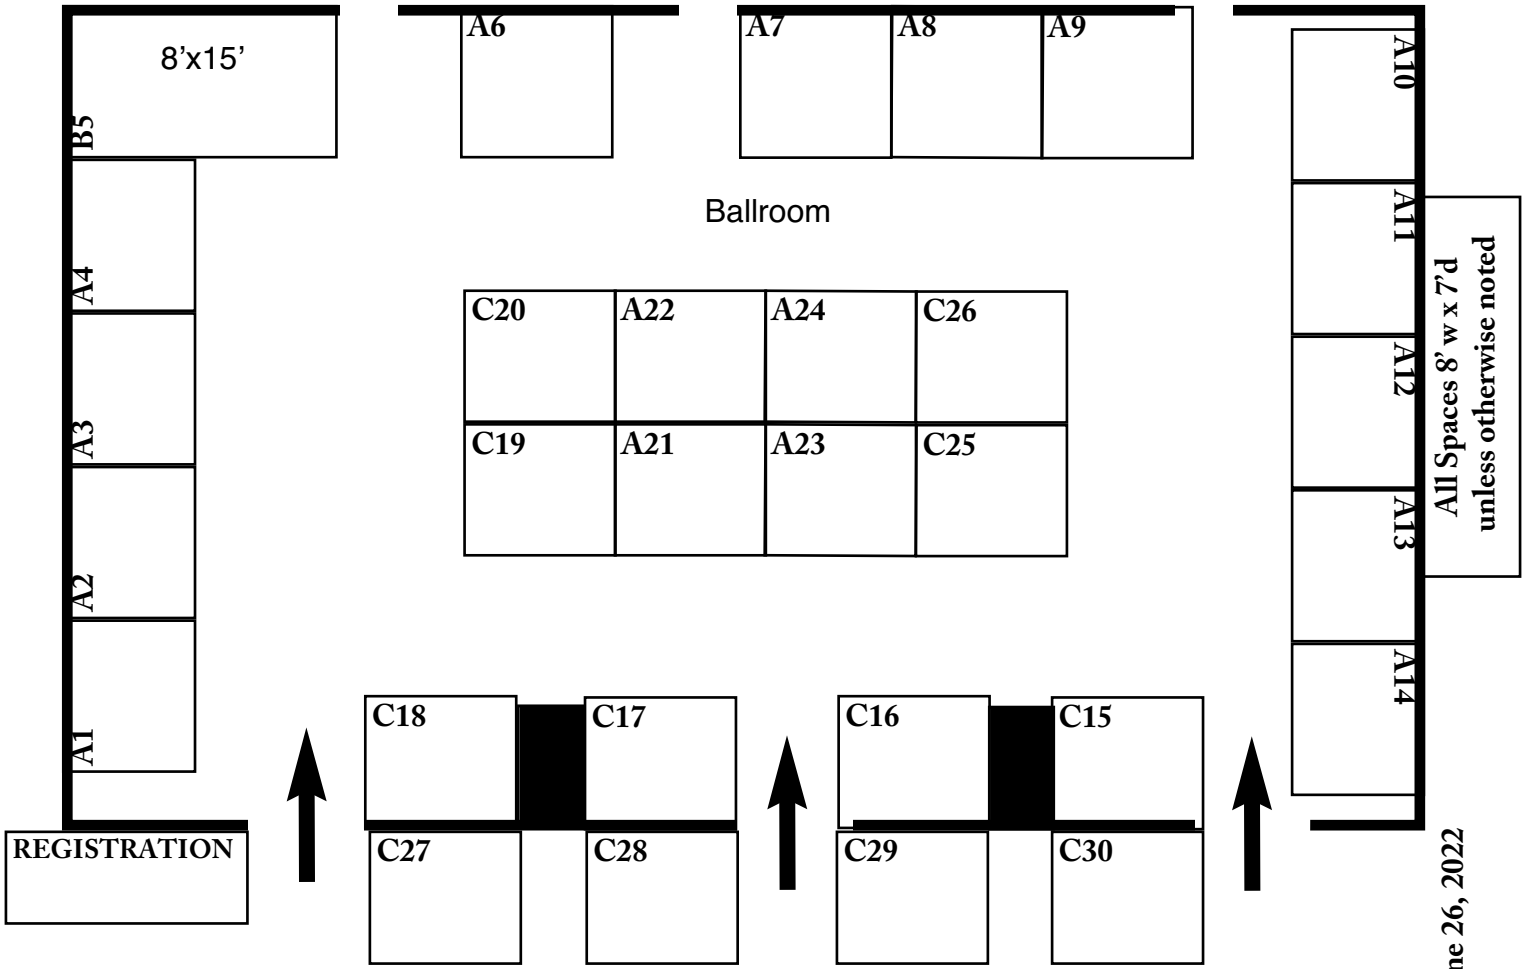 8’x15’
A6
A7
A8
A9
A10
B5
A4
A3
A2
A1
Ballroom
A11
A12
A13
A14
All Spaces 8’ w x 7’d
unless otherwise noted
C20
A22
A24
C26
C19
A21
A23
C25
C18
C17
C16
C15
REGISTRATION
C27
C28
C29
C30
26, 2022